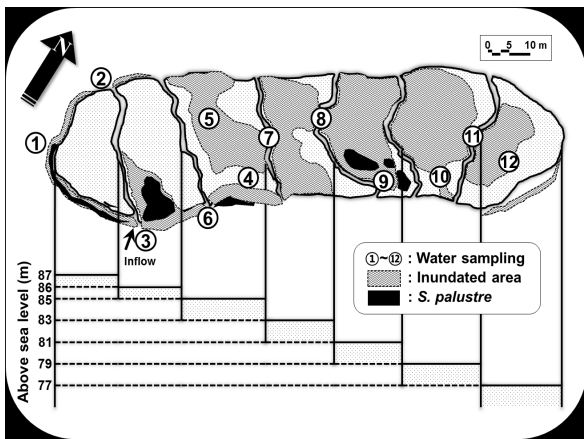 N
0 5 10 m
②
①
⑤
⑦
⑧
⑪
⑫
④
⑨
⑩
⑥
③
Inflow
①~⑫ : Water sampling
: Inundated area
: S. palustre
Above sea level (m)
87
86
85
83
81
79
77